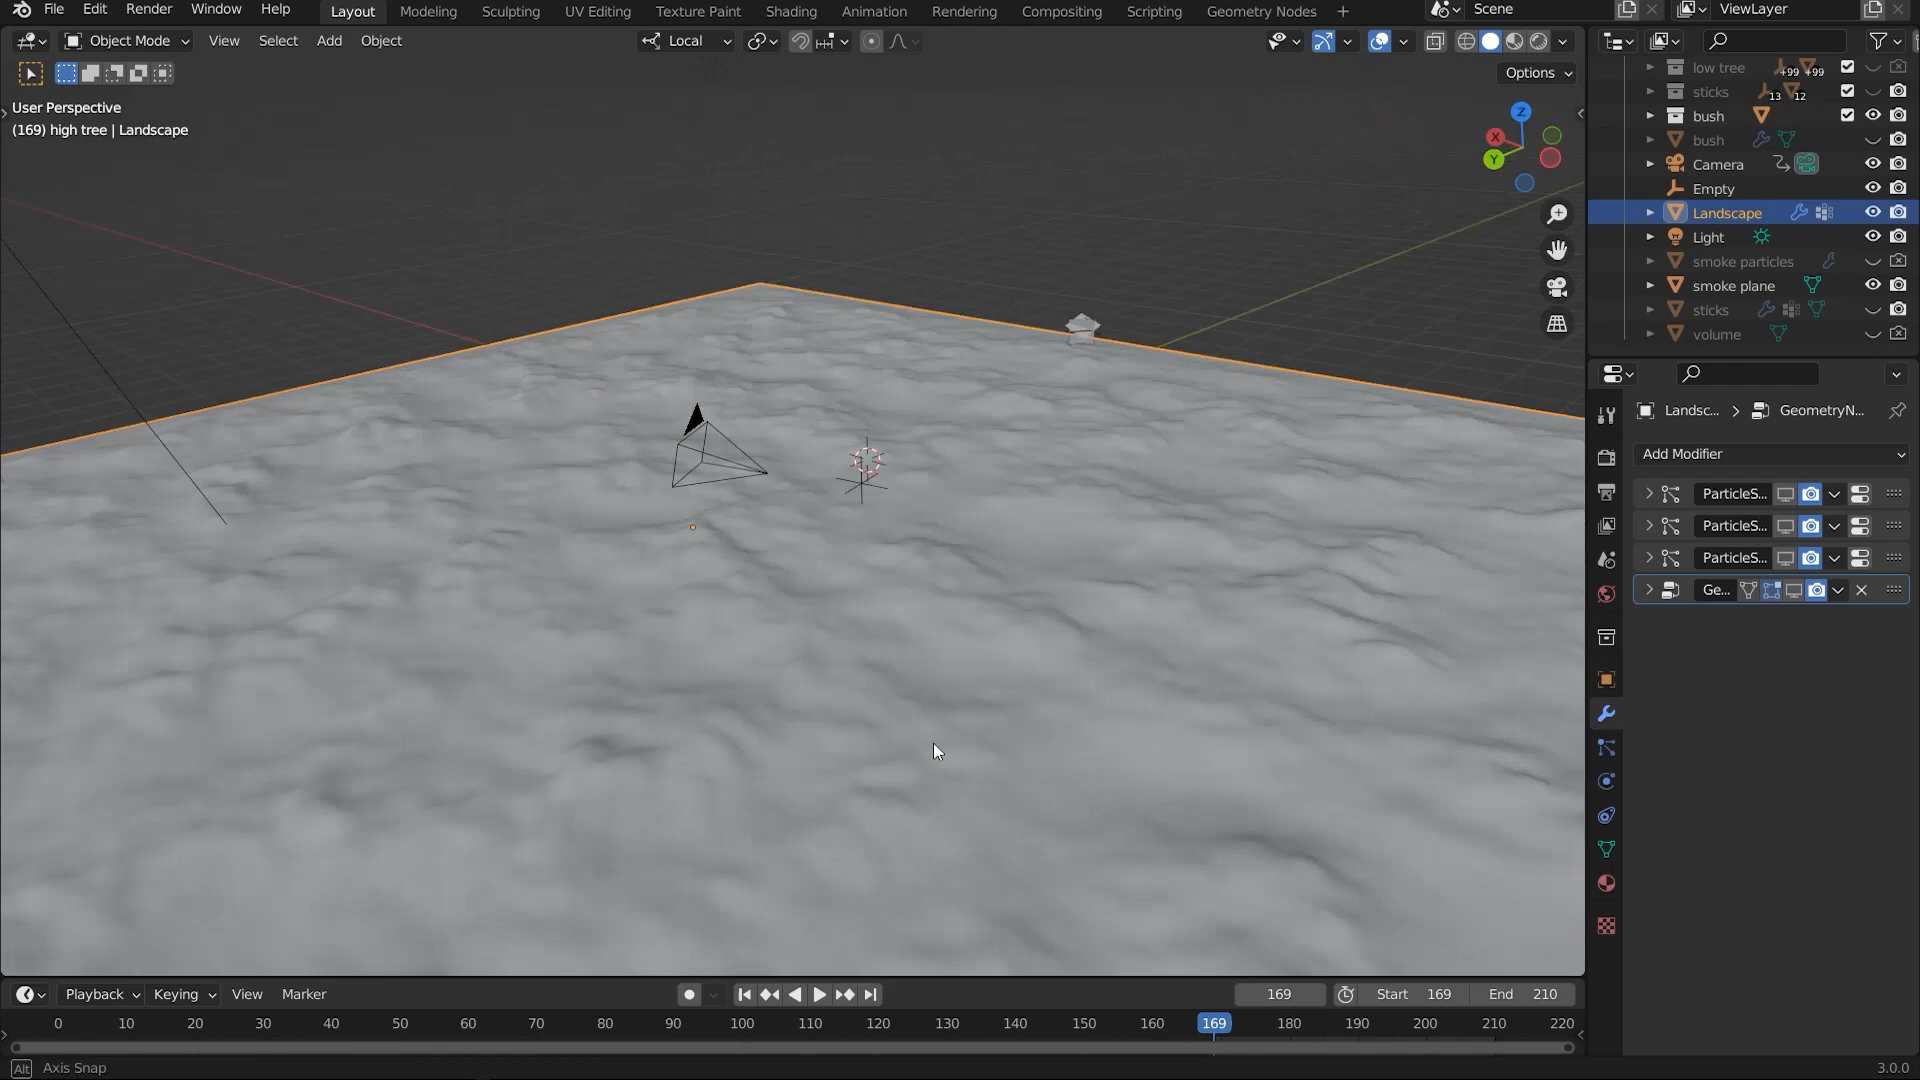 File Edit Render Window Help Layout Modeling Sculpting UV Editing Texture Paint Shading Animation Rendering Compositing Scripting Geometry Nodes + Scene ViewLayer
Object Mode View Select Add Object Local
Options
User Perspective
(169) high tree | Landscape
Z
X
Y
low tree +99 +99
sticks 13 12
bush
bush
Camera
Empty
Landscape
Light
smoke particles
smoke plane
sticks
volume
Landsc... > GeometryN...
Add Modifier
ParticleS...
ParticleS...
ParticleS...
Ge...
Playback Keying View Marker 169 Start 169 End 210
0 10 20 30 40 50 60 70 80 90 100 110 120 130 140 150 160 169 180 190 200 210 220
Alt Axis Snap 3.0.0